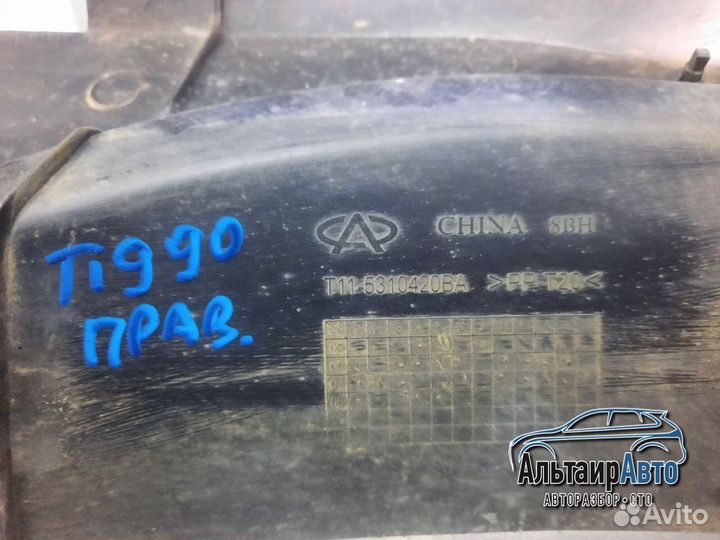 CHINA 8BH
T11-5310420BA >PP-T20<
Tiggo
ПРАВ.
АльтаирАвто
АВТОРАЗБОР·СТО
Avito